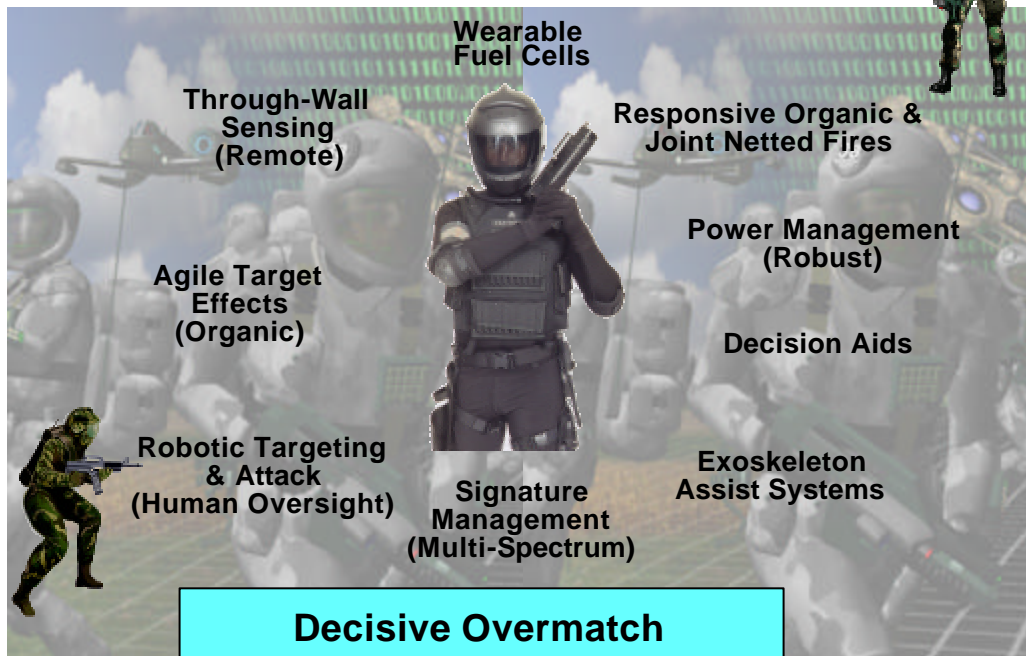 Wearable
Fuel Cells
Through-Wall
Sensing
(Remote)
Responsive Organic &
Joint Netted Fires
Power Management
(Robust)
Agile Target
Effects
(Organic)
Decision Aids
Robotic Targeting
& Attack
(Human Oversight)
Exoskeleton
Assist Systems
Signature
Management
(Multi-Spectrum)
Decisive Overmatch